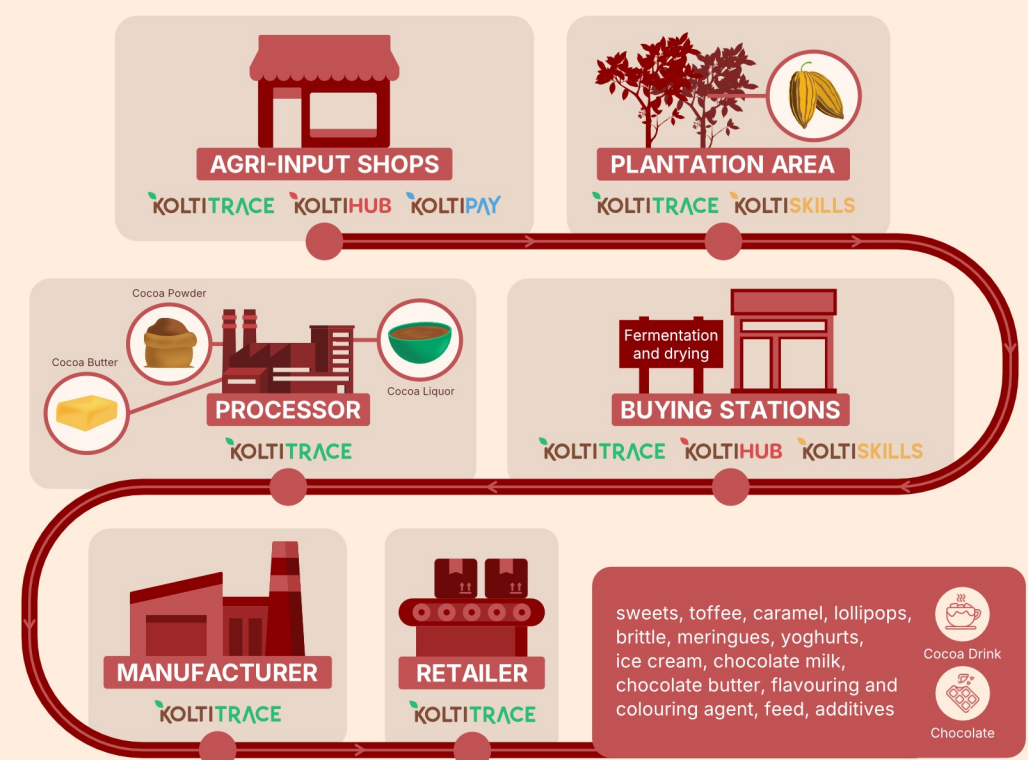 AGRI-INPUT SHOPS
KOLTITRACE KOLTIHUB KOLTIPAY
PLANTATION AREA
KOLTITRACE KOLTISKILLS
Cocoa Powder
Cocoa Butter
Cocoa Liquor
PROCESSOR
KOLTITRACE
Fermentation
and drying
BUYING STATIONS
KOLTITRACE KOLTIHUB KOLTISKILLS
MANUFACTURER
KOLTITRACE
RETAILER
KOLTITRACE
sweets, toffee, caramel, lollipops,
brittle, meringues, yoghurts,
ice cream, chocolate milk,
chocolate butter, flavouring and
colouring agent, feed, additives
Cocoa Drink
Chocolate